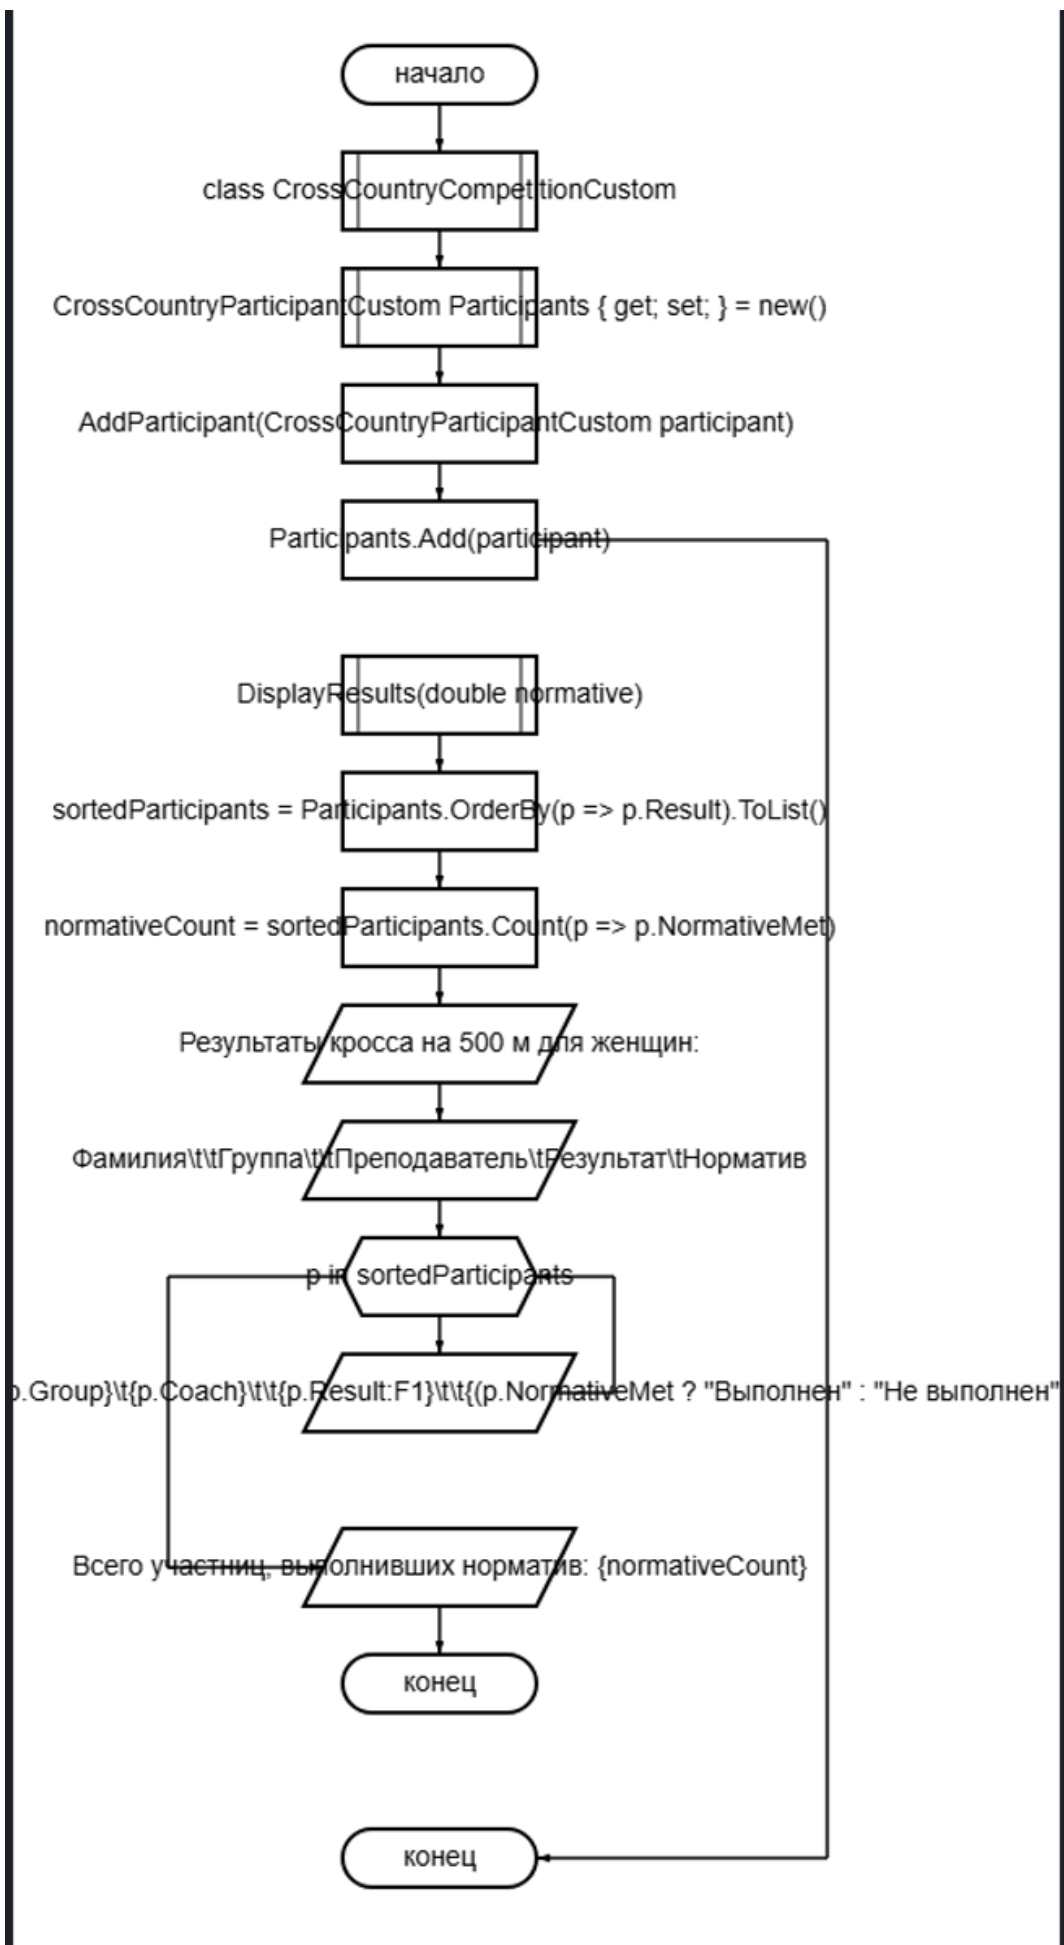 начало
class CrossCountryCompetitionCustom
CrossCountryParticipantCustom Participants { get; set; } = new()
AddParticipant(CrossCountryParticipantCustom participant)
Participants.Add(participant)
DisplayResults(double normative)
sortedParticipants = Participants.OrderBy(p => p.Result).ToList()
normativeCount = sortedParticipants.Count(p => p.NormativeMet)
Результаты кросса на 500 м для женщин:
Фамилия\t\tГруппа\t\tПреподаватель\tРезультат\tНорматив
p in sortedParticipants
p.Group}\t{p.Coach}\t\t{p.Result:F1}\t\t{(p.NormativeMet ? "Выполнен" : "Не выполнен"
Всего участниц, выполнивших норматив: {normativeCount}
конец
конец